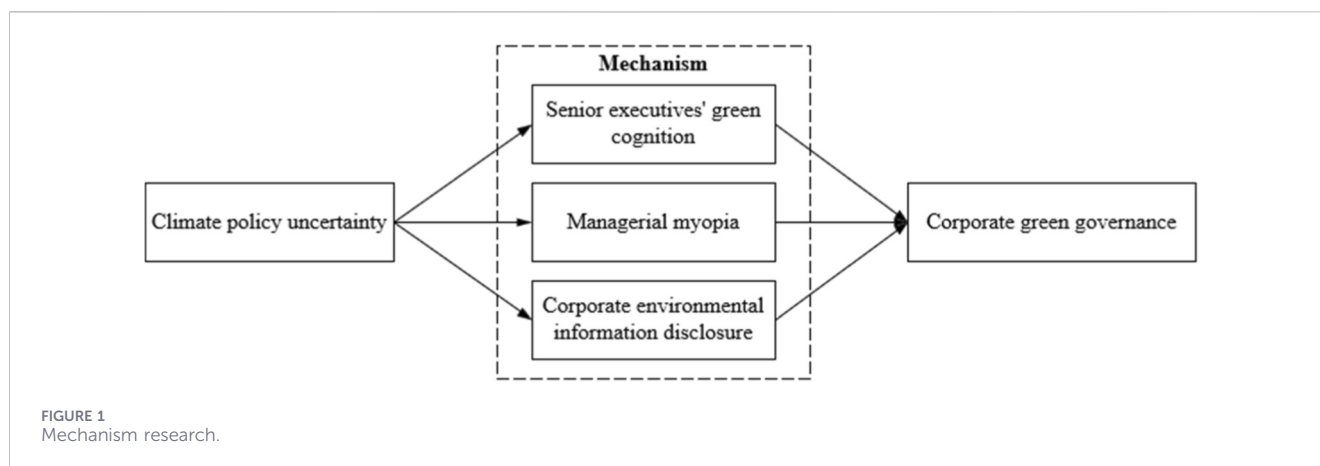 Mechanism
Senior executives' green
cognition
Climate policy uncertainty
Managerial myopia
Corporate green governance
Corporate environmental
information disclosure
FIGURE 1
Mechanism research.